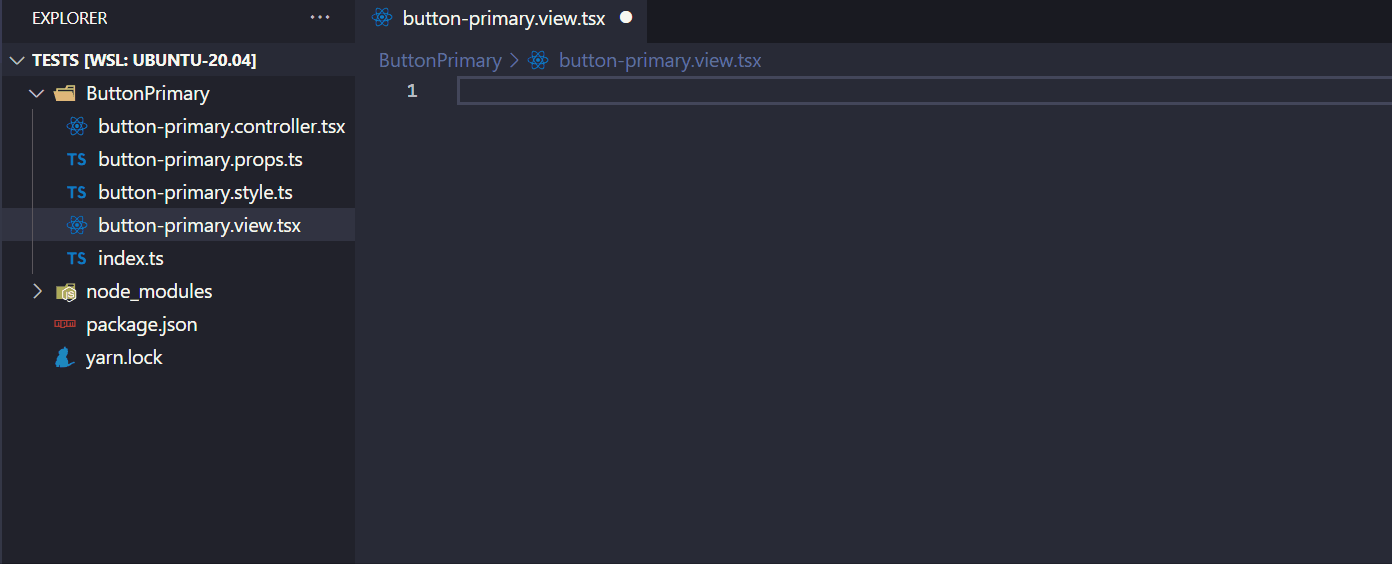 EXPLORER ...
TESTS [WSL: UBUNTU-20.04]
ButtonPrimary
TS button-primary.controller.tsx
TS button-primary.props.ts
TS button-primary.style.ts
button-primary.view.tsx
TS index.ts
node_modules
package.json
yarn.lock
button-primary.view.tsx
ButtonPrimary > button-primary.view.tsx
1